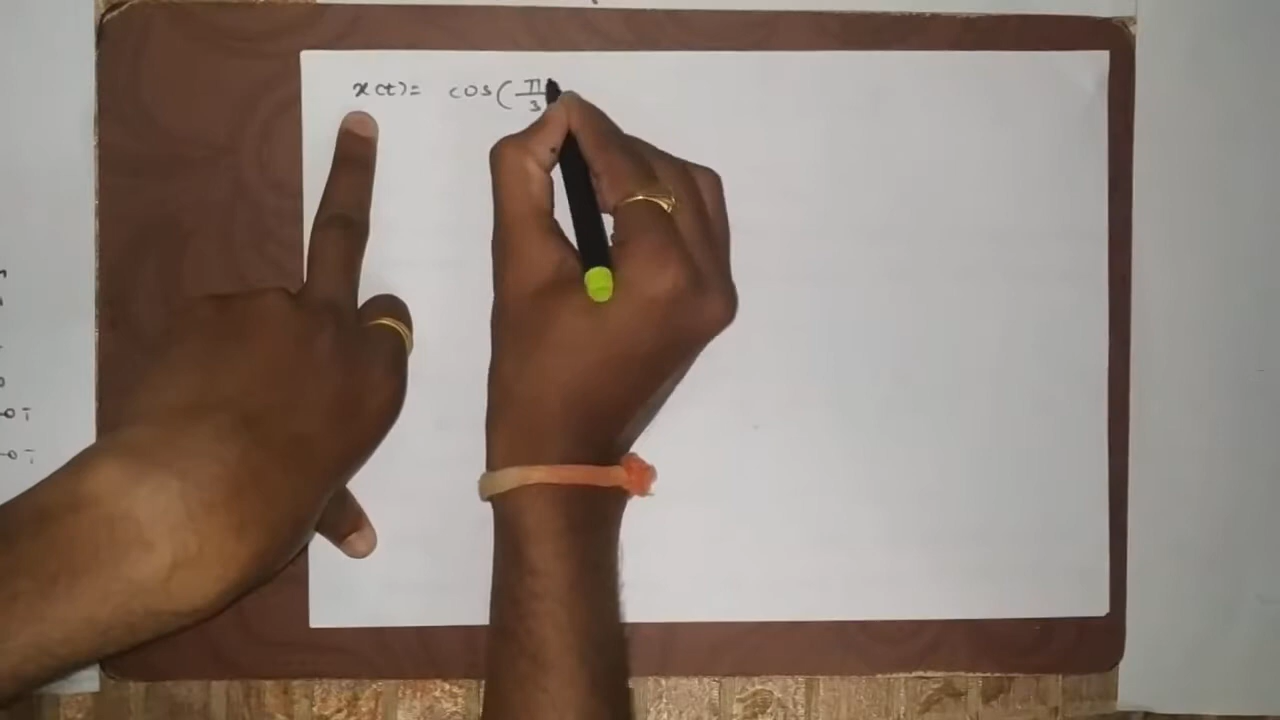 x(t)= cos(π/3